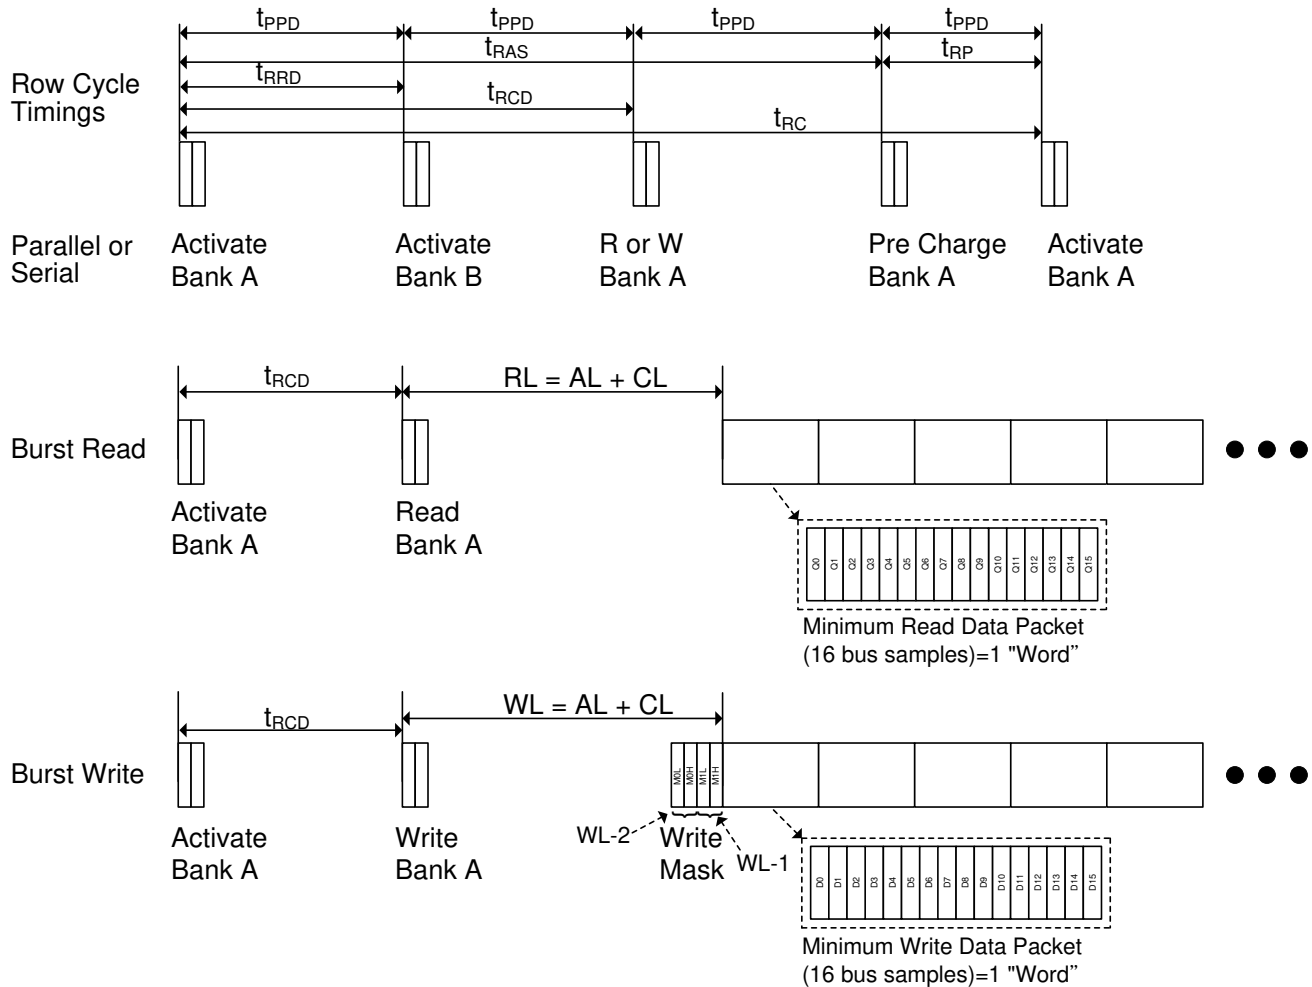 tPPD tPPD tPPD tPPD
tRAS tRP
Row Cycle
Timings
tRRD
tRCD
tRC
Parallel or
Serial
Activate
Bank A
Activate
Bank B
R or W
Bank A
Pre Charge
Bank A
Activate
Bank A
tRCD
RL = AL + CL
Burst Read
Activate
Bank A
Read
Bank A
Q0 Q1 Q2 Q3 Q4 Q5 Q6 Q7 Q8 Q9 Q10 Q11 Q12 Q13 Q14 Q15
Minimum Read Data Packet
(16 bus samples)=1 "Word”
tRCD
WL = AL + CL
Burst Write
M0L M0H M1L M1H
Activate
Bank A
Write
Bank A
WL-2
Write
Mask
WL-1
D0 D1 D2 D3 D4 D5 D6 D7 D8 D9 D10 D11 D12 D13 D14 D15
Minimum Write Data Packet
(16 bus samples)=1 "Word”